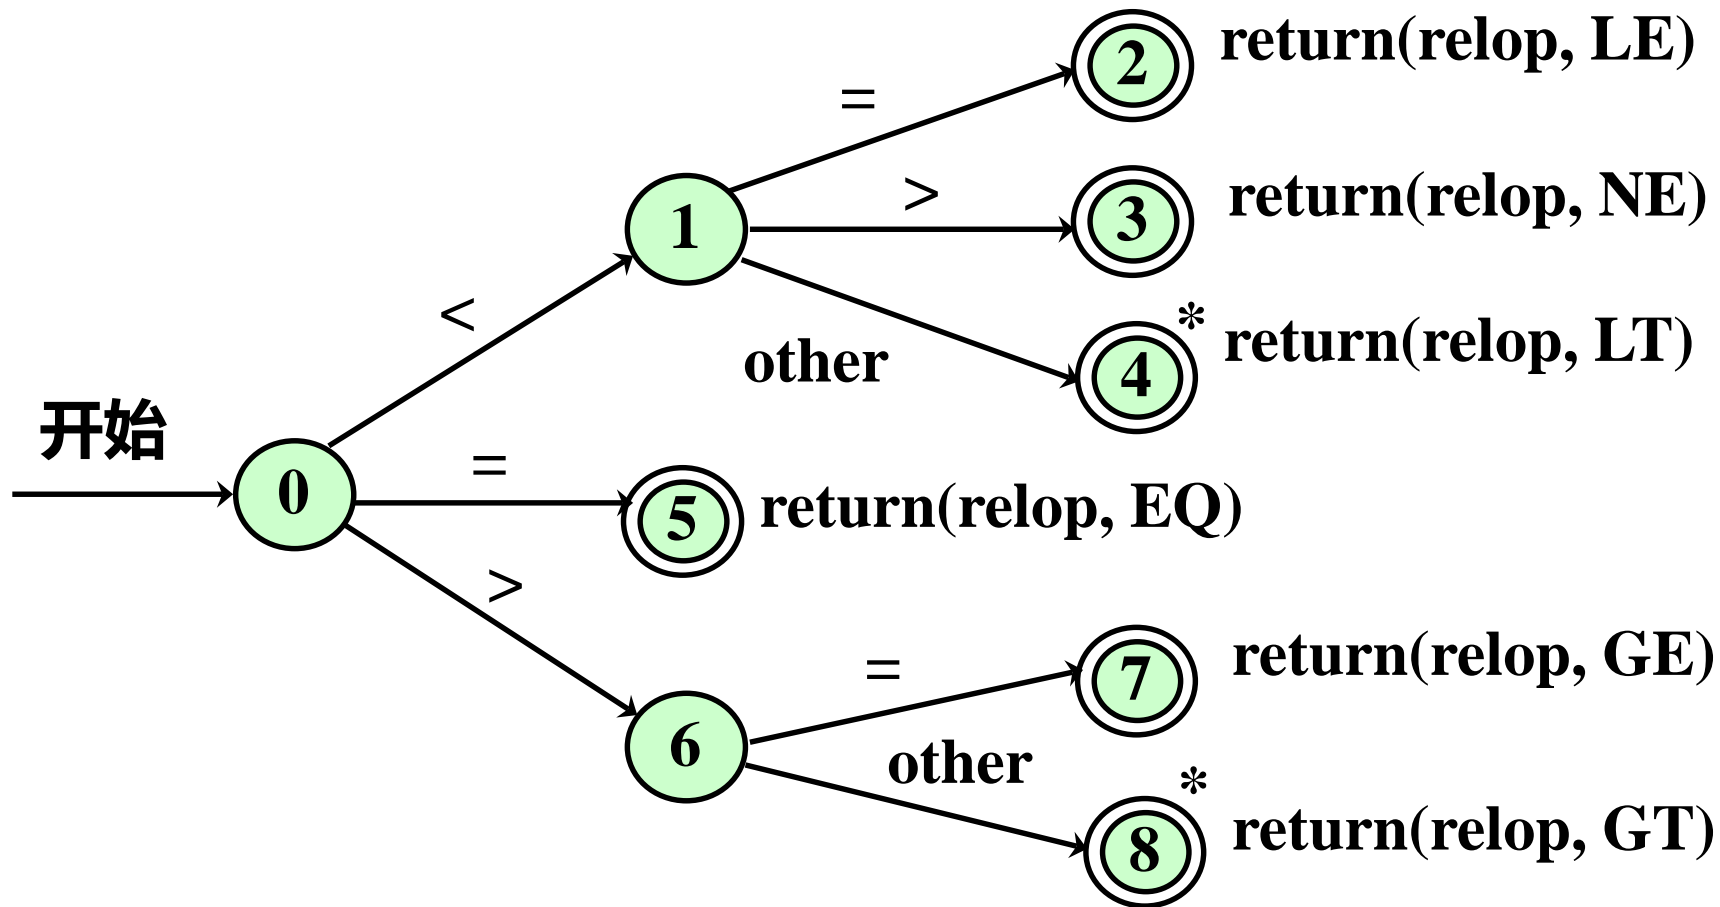 2 return(relop, LE)
=
> 3 return(relop, NE)
1
<
* return(relop, LT)
other 4
开始
0 = 5 return(relop, EQ)
>
= 7 return(relop, GE)
6
other * return(relop, GT)
8